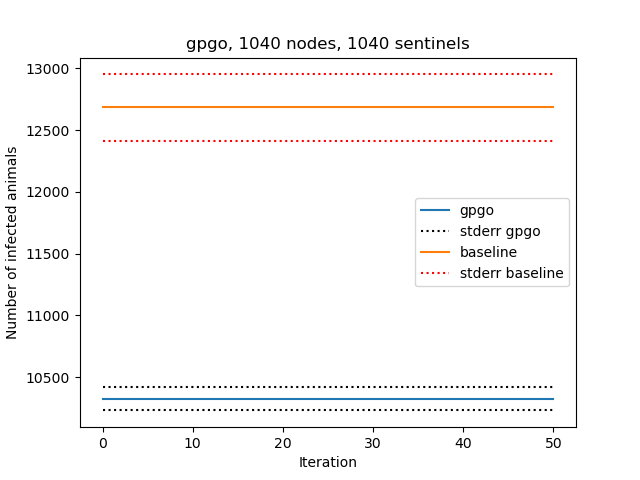 gpgo, 1040 nodes, 1040 sentinels
13000
12500
12000
11500
11000
10500
Number of infected animals
gpgo
stderr gpgo
baseline
stderr baseline
0 10 20 30 40 50
Iteration